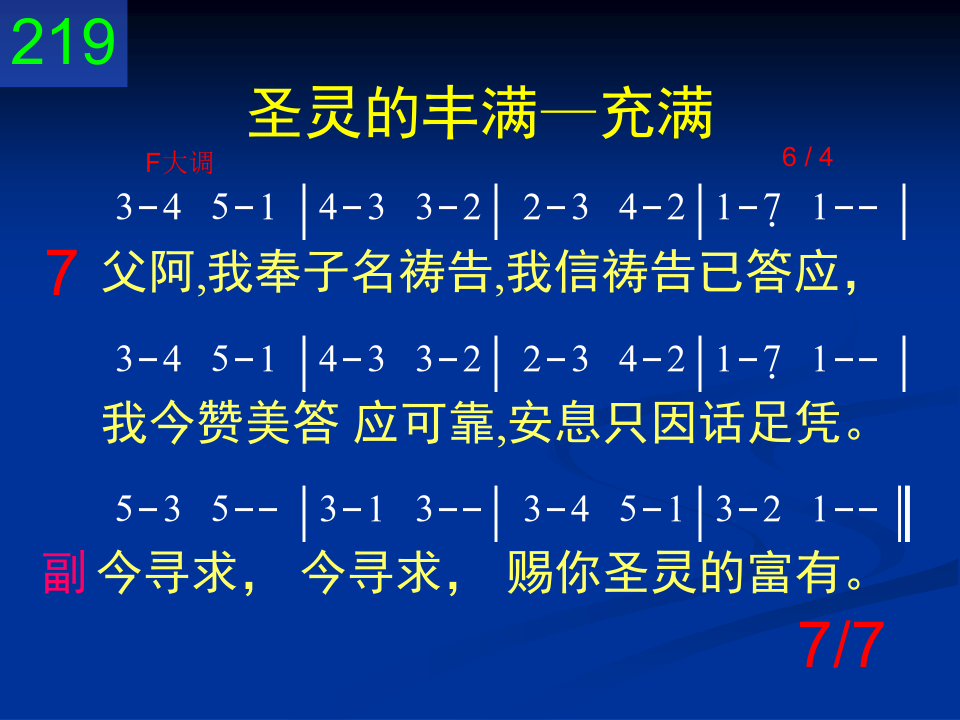 219
圣灵的丰满—充满
F大调 6 / 4
3-4 5-1 | 4-3 3-2 | 2-3 4-2 | 1-7̣ 1-- |
7 父阿,我奉子名祷告,我信祷告已答应，
3-4 5-1 | 4-3 3-2 | 2-3 4-2 | 1-7̣ 1-- |
我今赞美答 应可靠,安息只因话足凭。
5-3 5-- | 3-1 3-- | 3-4 5-1 | 3-2 1-- ‖
副 今寻求， 今寻求， 赐你圣灵的富有。
7/7